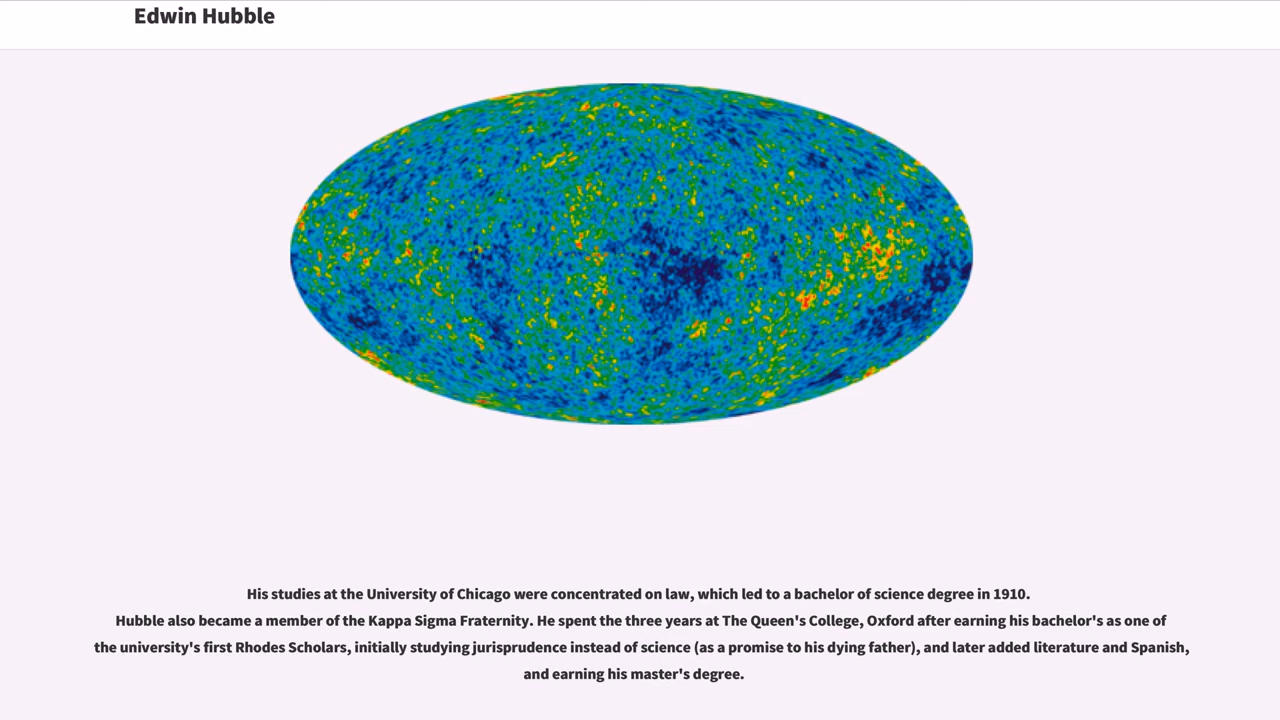 Edwin Hubble
His studies at the University of Chicago were concentrated on law, which led to a bachelor of science degree in 1910.
Hubble also became a member of the Kappa Sigma Fraternity. He spent the three years at The Queen's College, Oxford after earning his bachelor's as one of
the university's first Rhodes Scholars, initially studying jurisprudence instead of science (as a promise to his dying father), and later added literature and Spanish,
and earning his master's degree.